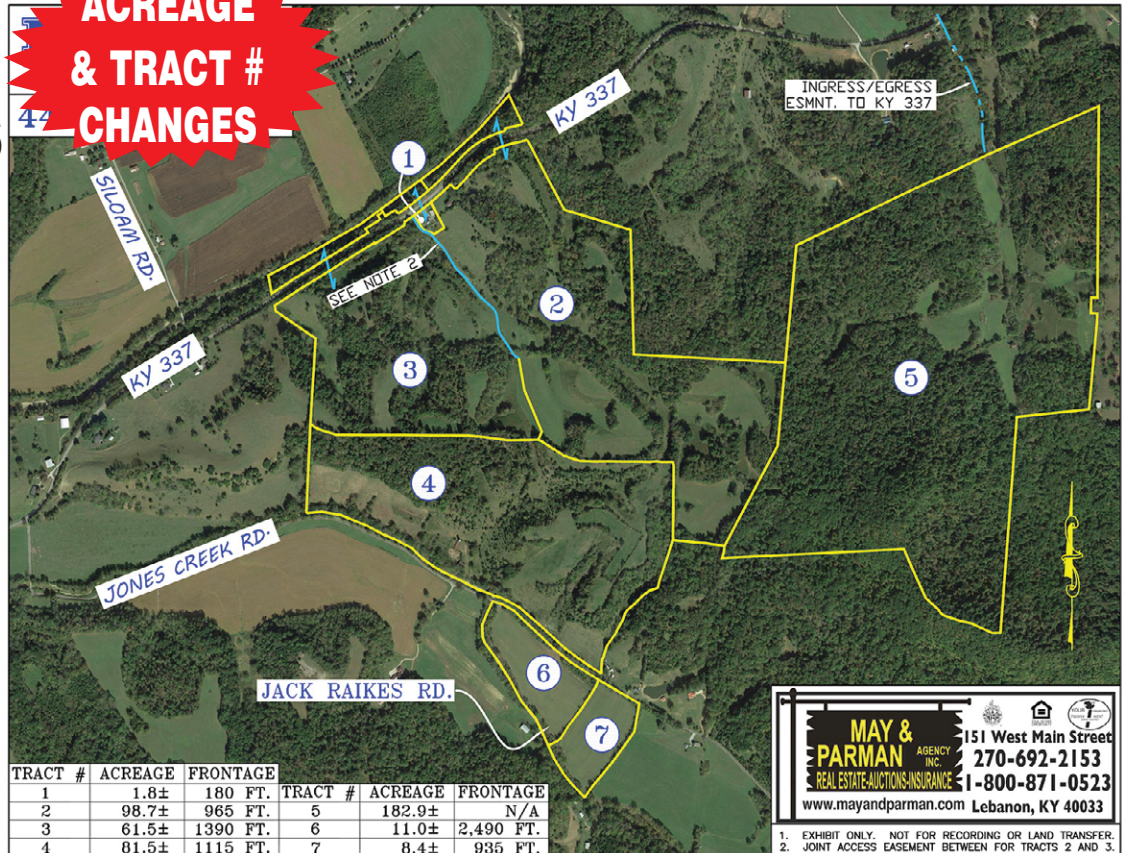 ACREAGE
& TRACT #
CHANGES
44
SILOAM RD.
KY 337
KY 337
INGRESS/EGRESS
ESMNT. TO KY 337
SEE NOTE 2
1
2
3
4
5
6
7
JONES CREEK RD.
JACK RAIKES RD.
TRACT # ACREAGE FRONTAGE
1 1.8± 180 FT.
2 98.7± 965 FT.
3 61.5± 1390 FT.
4 81.5± 1115 FT.
TRACT # ACREAGE FRONTAGE
5 182.9± N/A
6 11.0± 2,490 FT.
7 8.4± 935 FT.
MAY &
PARMAN AGENCY INC.
REAL ESTATE-AUCTIONS-INSURANCE
www.mayandparman.com
151 West Main Street
270-692-2153
1-800-871-0523
Lebanon, KY 40033
1. EXHIBIT ONLY. NOT FOR RECORDING OR LAND TRANSFER.
2. JOINT ACCESS EASEMENT BETWEEN FOR TRACTS 2 AND 3.